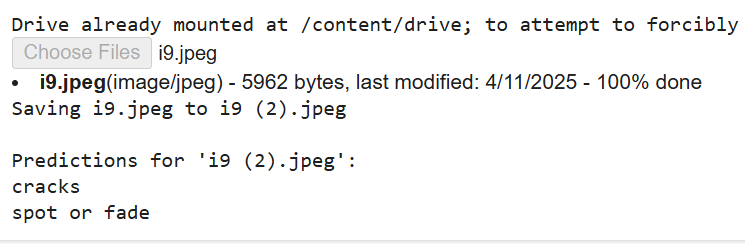 Drive already mounted at /content/drive; to attempt to forcibly
Choose Files i9.jpeg
• i9.jpeg(image/jpeg) - 5962 bytes, last modified: 4/11/2025 - 100% done
Saving i9.jpeg to i9 (2).jpeg
Predictions for 'i9 (2).jpeg':
cracks
spot or fade